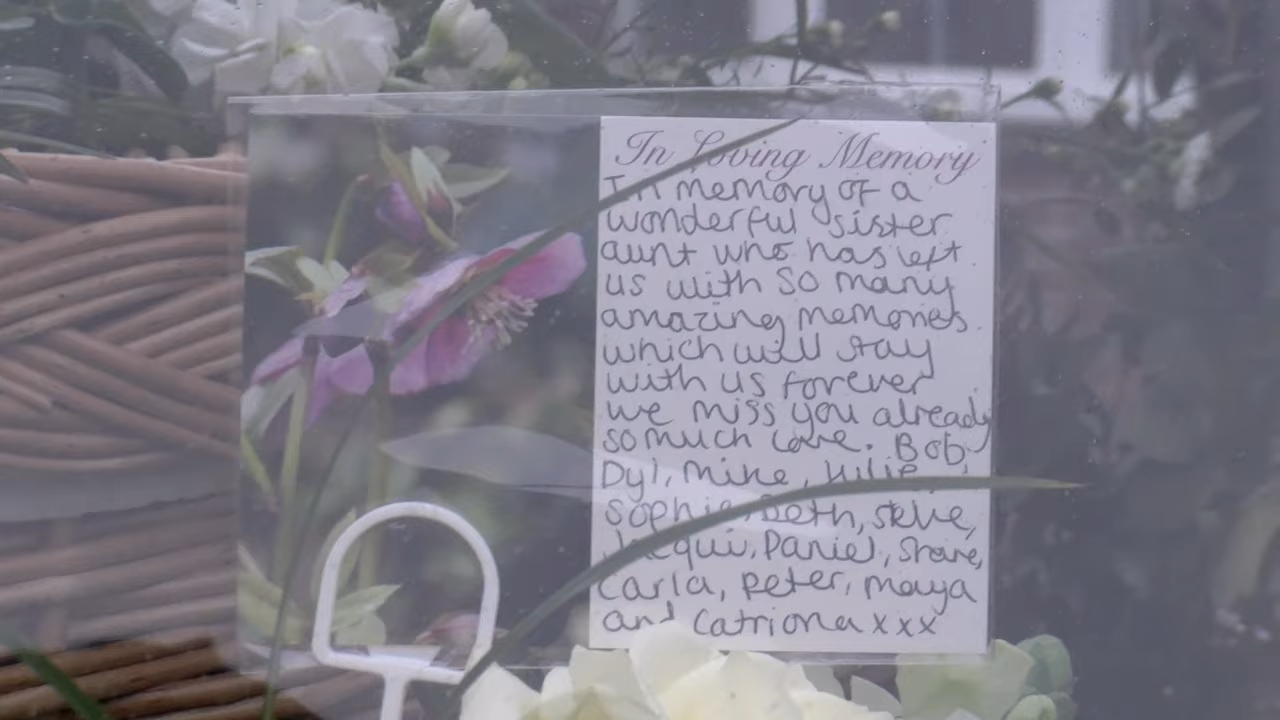 In Loving Memory
In memory of a
wonderful sister
aunt who has left
us with so many
amazing memories
which will stay
with us forever
we miss you already
so much love. Bob,
Dyl, Mike, Julie,
Sophie, Beth, Steve,
Jacqui, Daniel, Shane,
Carla, Peter, Maya
and Catriona xxx